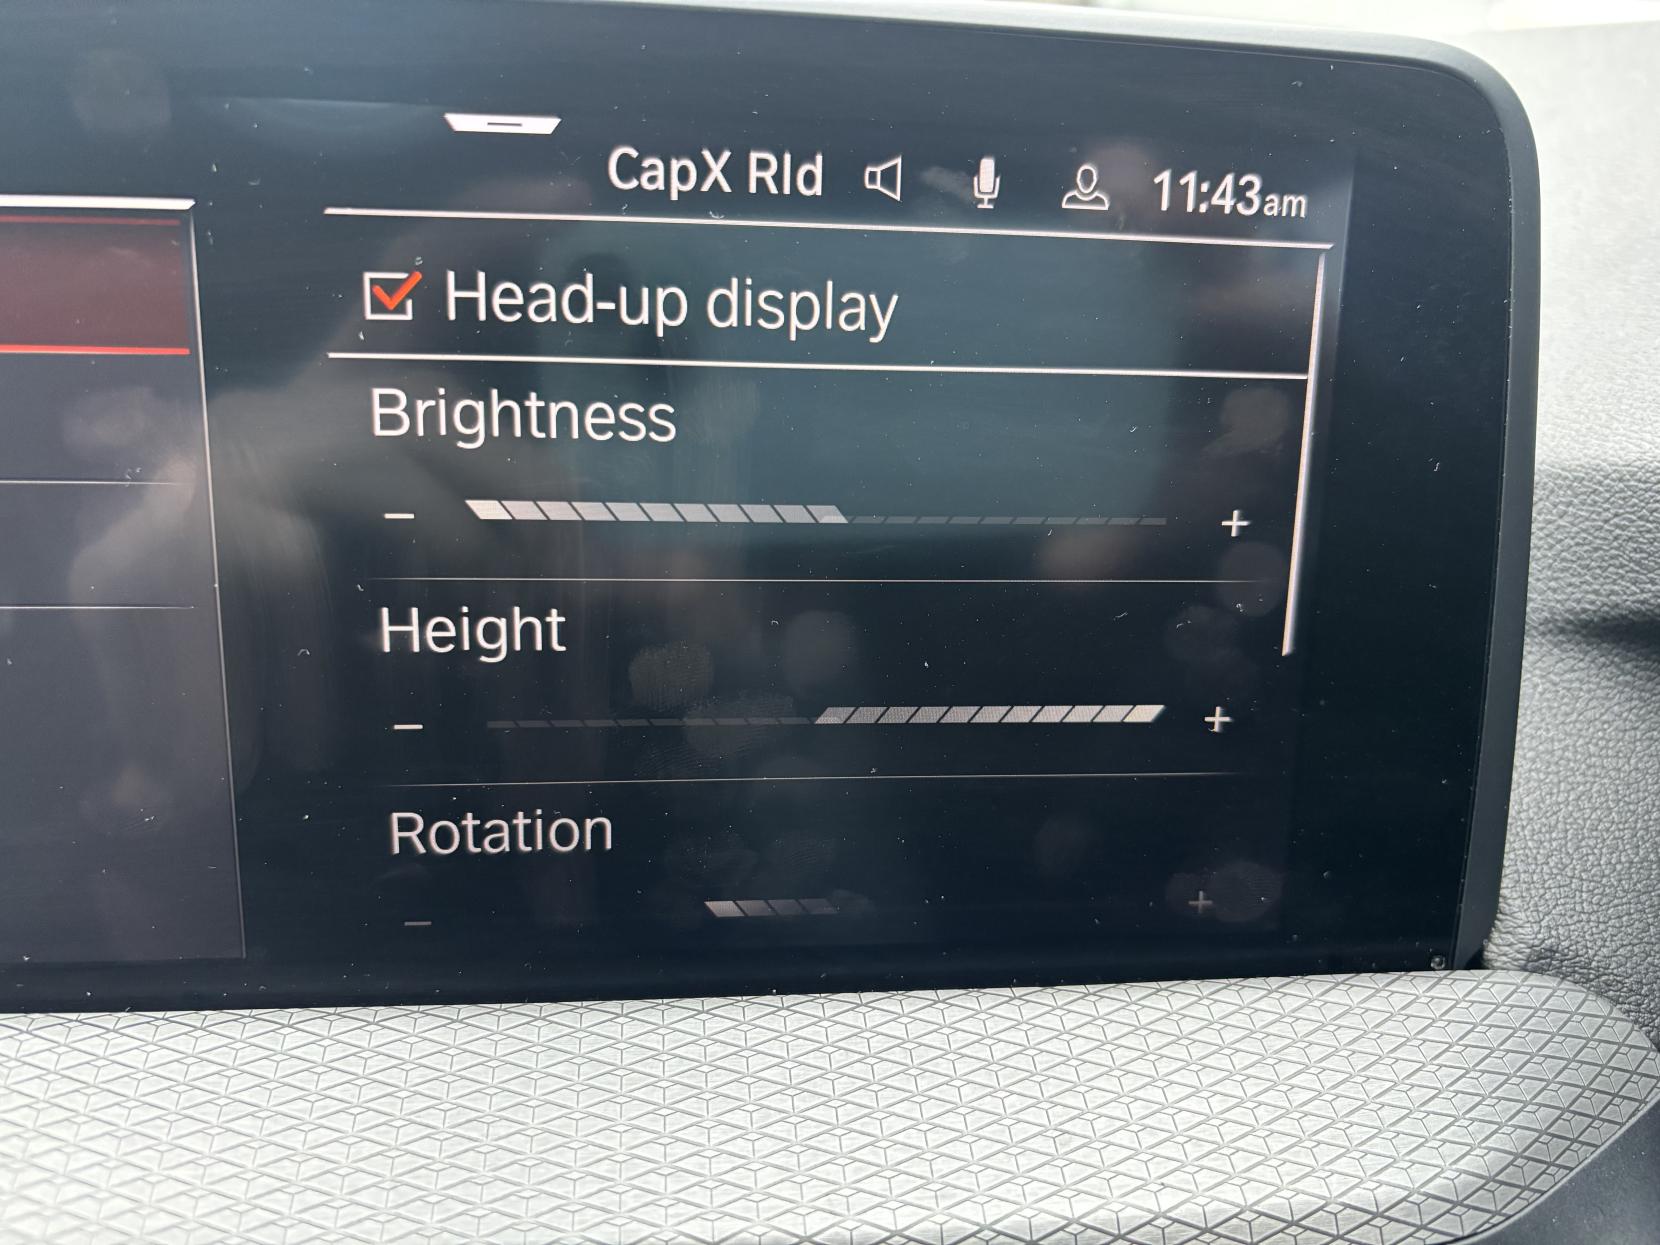 CapX Rld 11:43am
Head-up display
Brightness
- +
Height
- +
Rotation
- +